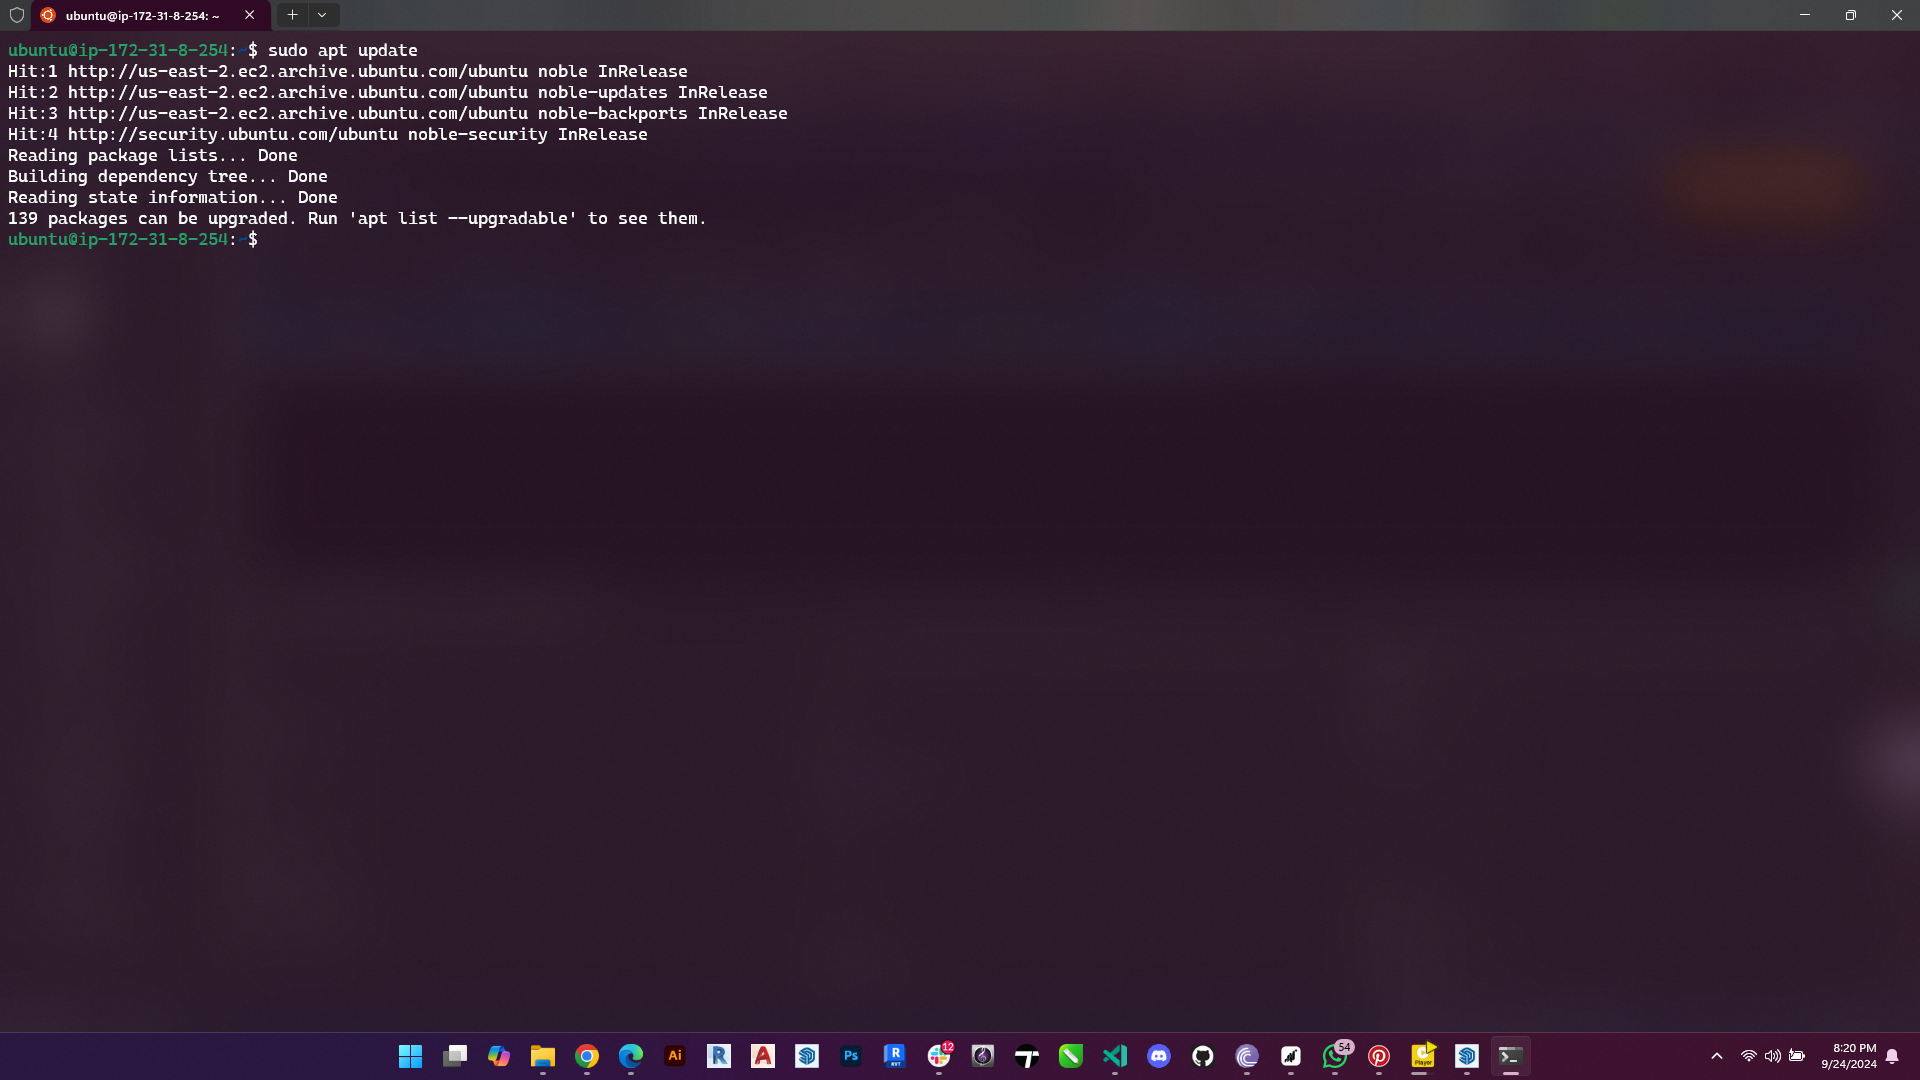 ubuntu@ip-172-31-8-254: ~
ubuntu@ip-172-31-8-254:~$ sudo apt update
Hit:1 http://us-east-2.ec2.archive.ubuntu.com/ubuntu noble InRelease
Hit:2 http://us-east-2.ec2.archive.ubuntu.com/ubuntu noble-updates InRelease
Hit:3 http://us-east-2.ec2.archive.ubuntu.com/ubuntu noble-backports InRelease
Hit:4 http://security.ubuntu.com/ubuntu noble-security InRelease
Reading package lists... Done
Building dependency tree... Done
Reading state information... Done
139 packages can be upgraded. Run 'apt list --upgradable' to see them.
ubuntu@ip-172-31-8-254:~$
Ai
R
A
Ps
R
RVT
12
54
Player
8:20 PM
9/24/2024